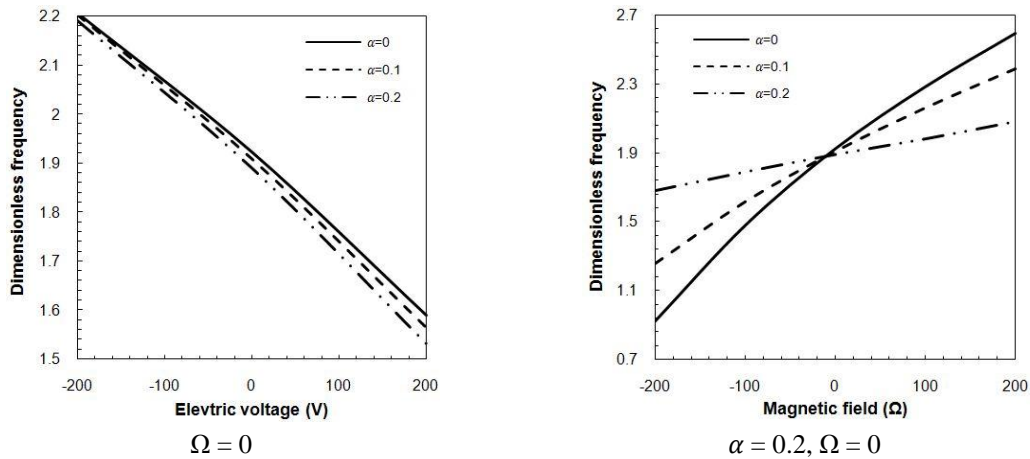 Dimensionless frequency
2.2
2.1
2
1.9
1.8
1.7
1.6
1.5
α=0
α=0.1
α=0.2
-200 -100 0 100 200
Elevtric voltage (V)
Ω = 0
Dimensionless frequency
2.7
2.3
1.9
1.5
1.1
0.7
α=0
α=0.1
α=0.2
-200 -100 0 100 200
Magnetic field (Ω)
α = 0.2, Ω = 0